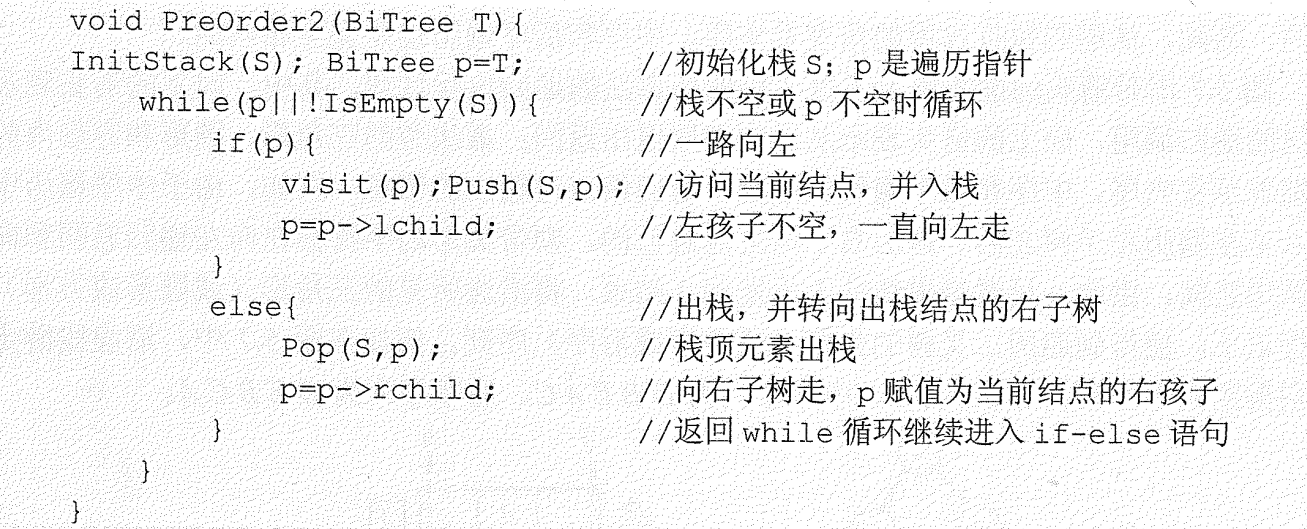 void PreOrder2(BiTree T){
InitStack(S); BiTree p=T; //初始化栈 S；p 是遍历指针
while(p||!IsEmpty(S)){ //栈不空或 p 不空时循环
if(p){ //一路向左
visit(p);Push(S,p); //访问当前结点，并入栈
p=p->lchild; //左孩子不空，一直向左走
}
else{ //出栈，并转向出栈结点的右子树
Pop(S,p); //栈顶元素出栈
p=p->rchild; //向右子树走，p 赋值为当前结点的右孩子
} //返回 while 循环继续进入 if-else 语句
}
}